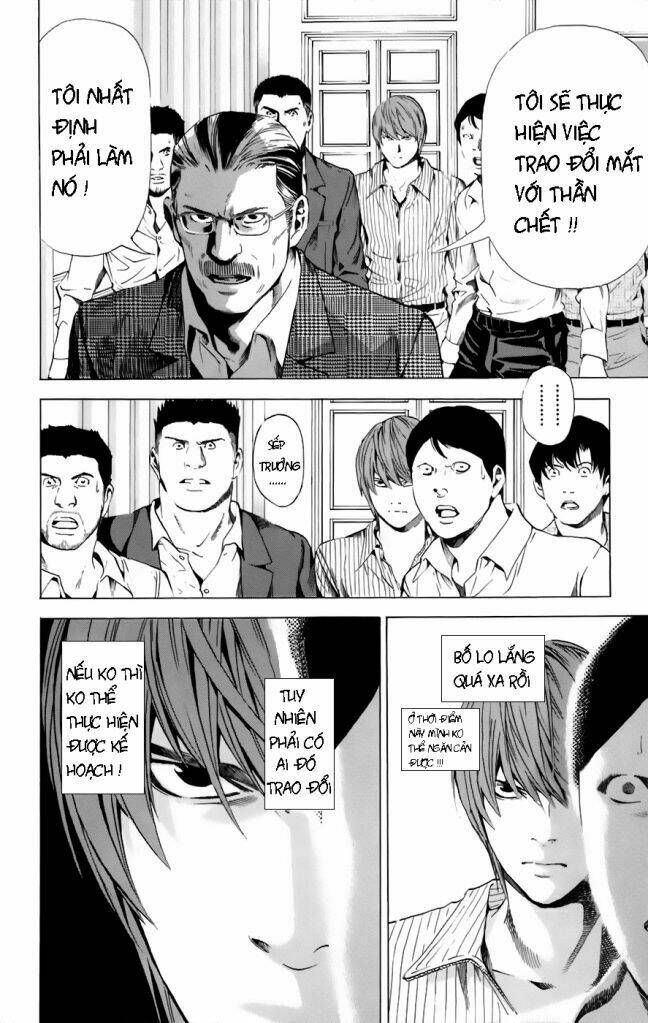 TÔI SẼ THỰC
HIỆN VIỆC
TRAO ĐỔI MẮT
VỚI THẦN
CHẾT !!
TÔI NHẤT
ĐỊNH
PHẢI LÀM
NÓ !
..........
SẾP
TRƯỞNG
......
BỐ LO LẮNG
QUÁ XA RỒI
Ở THỜI ĐIỂM
NÀY MÌNH KO
THỂ NGĂN CẢN
ĐƯỢC !!!
TUY
NHIÊN
PHẢI CÓ
AI ĐÓ
TRAO ĐỔI
NẾU KO THÌ
KO THỂ
THỰC HIỆN
ĐƯỢC KẾ
HOẠCH !